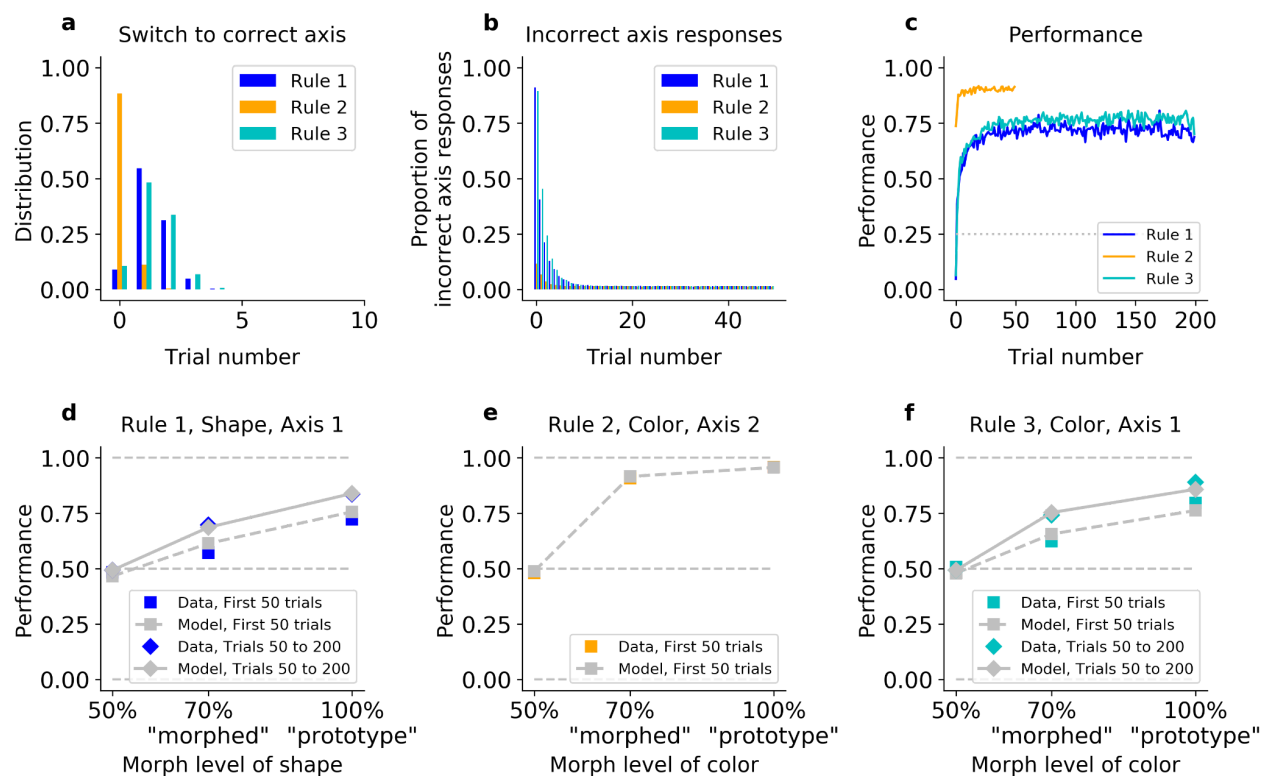 a
Switch to correct axis
1.00
0.75
0.50
0.25
0.00
Distribution
Rule 1
Rule 2
Rule 3
0
5
10
Trial number
b
Incorrect axis responses
1.00
0.75
0.50
0.25
0.00
Proportion of
incorrect axis responses
Rule 1
Rule 2
Rule 3
0
20
40
Trial number
c
Performance
1.00
0.75
0.50
0.25
0.00
Performance
Rule 1
Rule 2
Rule 3
0
50
100
150
200
Trial number
d
Rule 1, Shape, Axis 1
1.00
0.75
0.50
0.25
0.00
Performance
Data, First 50 trials
Model, First 50 trials
Data, Trials 50 to 200
Model, Trials 50 to 200
50%
70%
"morphed"
100%
"prototype"
Morph level of shape
e
Rule 2, Color, Axis 2
1.00
0.75
0.50
0.25
0.00
Performance
Data, First 50 trials
Model, First 50 trials
50%
70%
"morphed"
100%
"prototype"
Morph level of color
f
Rule 3, Color, Axis 1
1.00
0.75
0.50
0.25
0.00
Performance
Data, First 50 trials
Model, First 50 trials
Data, Trials 50 to 200
Model, Trials 50 to 200
50%
70%
"morphed"
100%
"prototype"
Morph level of color